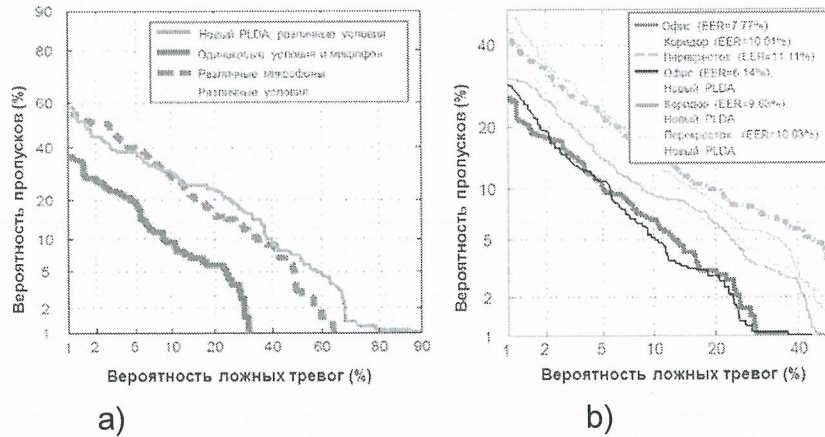 90
80
60
40
20
10
5
2
1
Вероятность пропусков (%)
Новый PLDA, различные условия
Одинаковые условия и микрофон
Различные микрофоны
Различные условия
1 2 5 10 20 40 60 80 90
Вероятность ложных тревог (%)
a)
40
20
10
5
2
1
Вероятность пропусков (%)
Офис (EER=7.77%)
Коридор (EER=10.01%)
Перекресток (EER=11.11%)
Офис (EER=6.14%),
Новый PLDA
Коридор (EER=9.03%),
Новый PLDA
Перекресток (EER=10.03%)
Новый PLDA
1 2 5 10 20 40
Вероятность ложных тревог (%)
b)